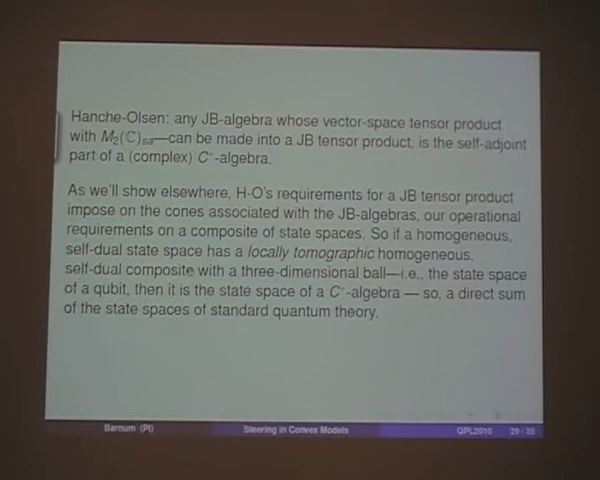 Hanche-Olsen: any JB-algebra whose vector-space tensor product
with M₂(ℂ)ₛₐ—can be made into a JB tensor product, is the self-adjoint
part of a (complex) C*-algebra.
As we'll show elsewhere, H-O's requirements for a JB tensor product
impose on the cones associated with the JB-algebras, our operational
requirements on a composite of state spaces. So if a homogeneous,
self-dual state space has a locally tomographic homogeneous,
self-dual composite with a three-dimensional ball—i.e., the state space
of a qubit, then it is the state space of a C*-algebra — so, a direct sum
of the state spaces of standard quantum theory.
Barnum (PI) Steering in Convex Models QPL2010 29 / 35